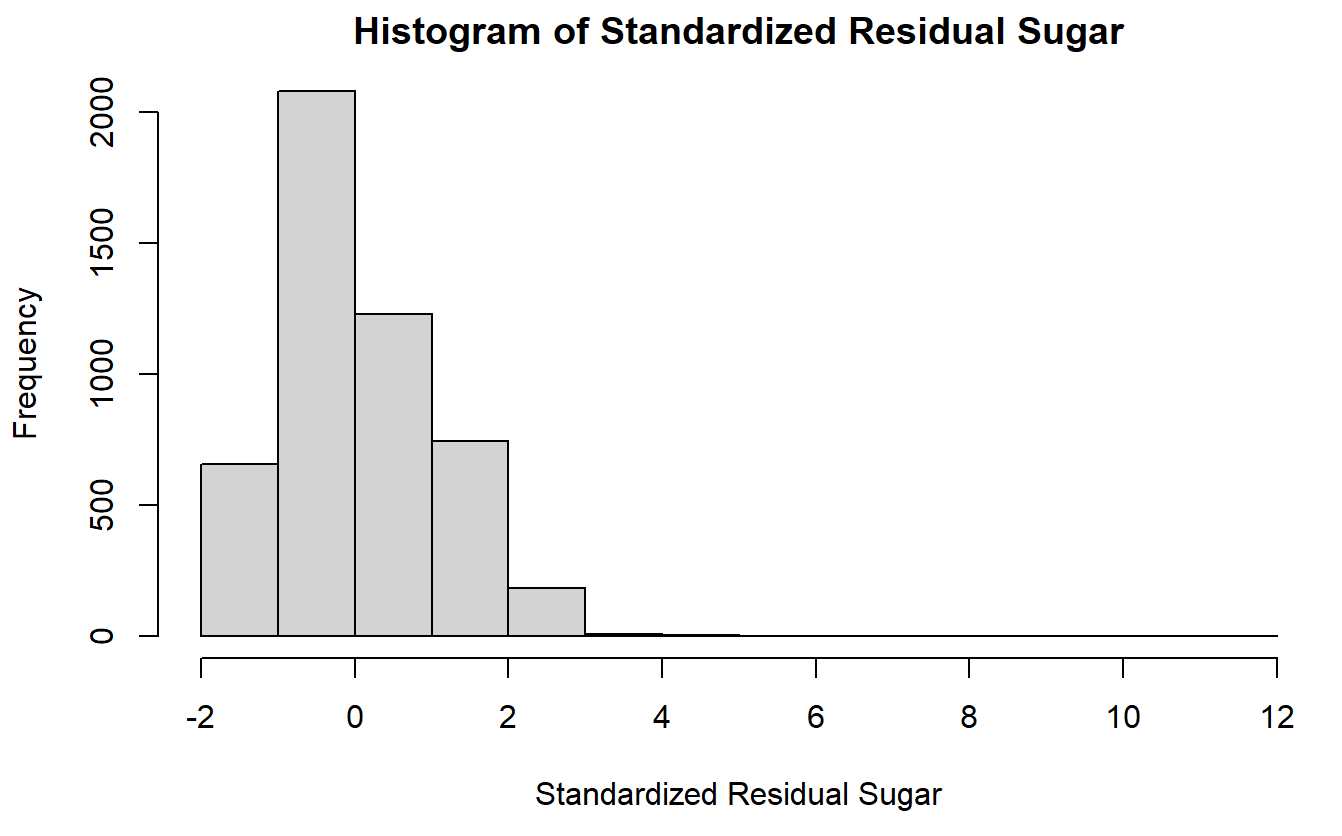 Histogram of Standardized Residual Sugar
Frequency
2000
1500
1000
500
0
-2 0 2 4 6 8 10 12
Standardized Residual Sugar